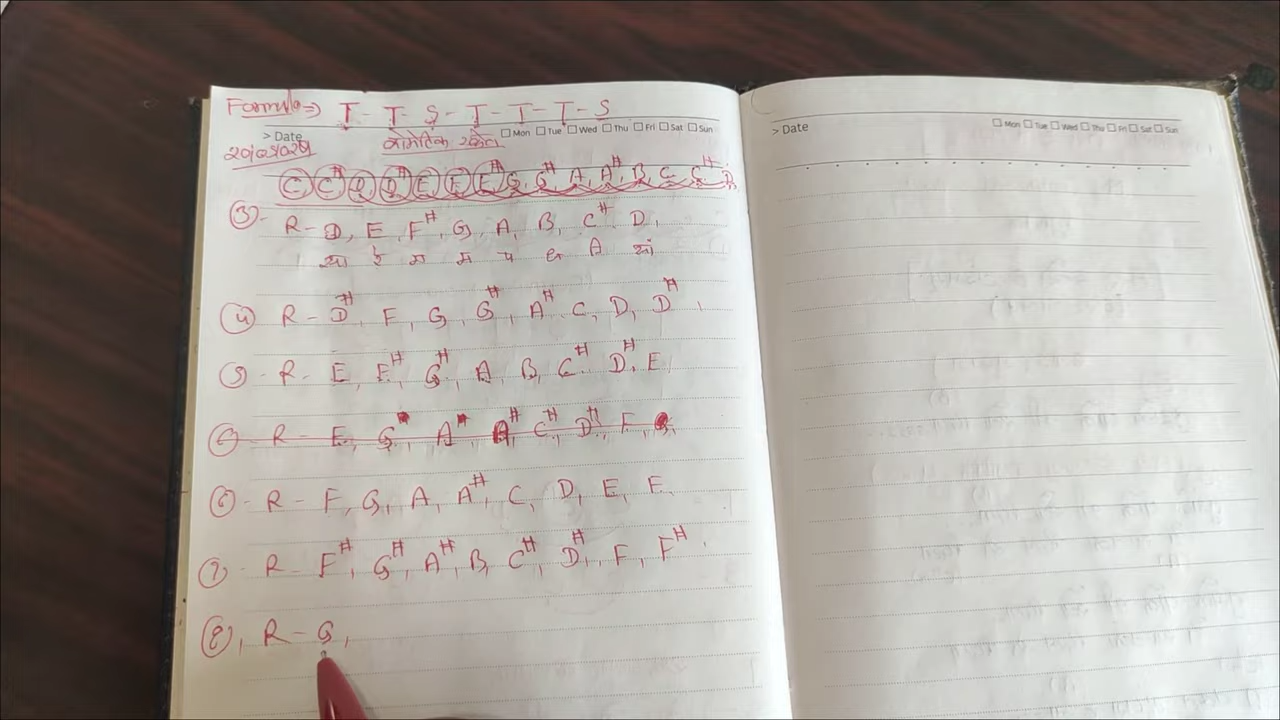 Formula⇒ T - T - S - T - T - T - S
> Date Mon Tue Wed Thu Fri Sat Sun
C C# D D# E F F# G, G# A, A#, B, C, C# D,
③- R- D, E, F#, G, A, B, C# D,
सा रे ग म प ध A सां
④ R- D#, F, G, G#, A#, C, D, D#,
⑤- R- E, F#, G#, A, B, C# D#, E,
⑥- R - F, G, A, A#, C, D, E, F,
⑦- R - F#, G#, A#, B, C#, D#, F, F#,
⑧, R - G,
> Date Mon Tue Wed Thu Fri Sat Sun